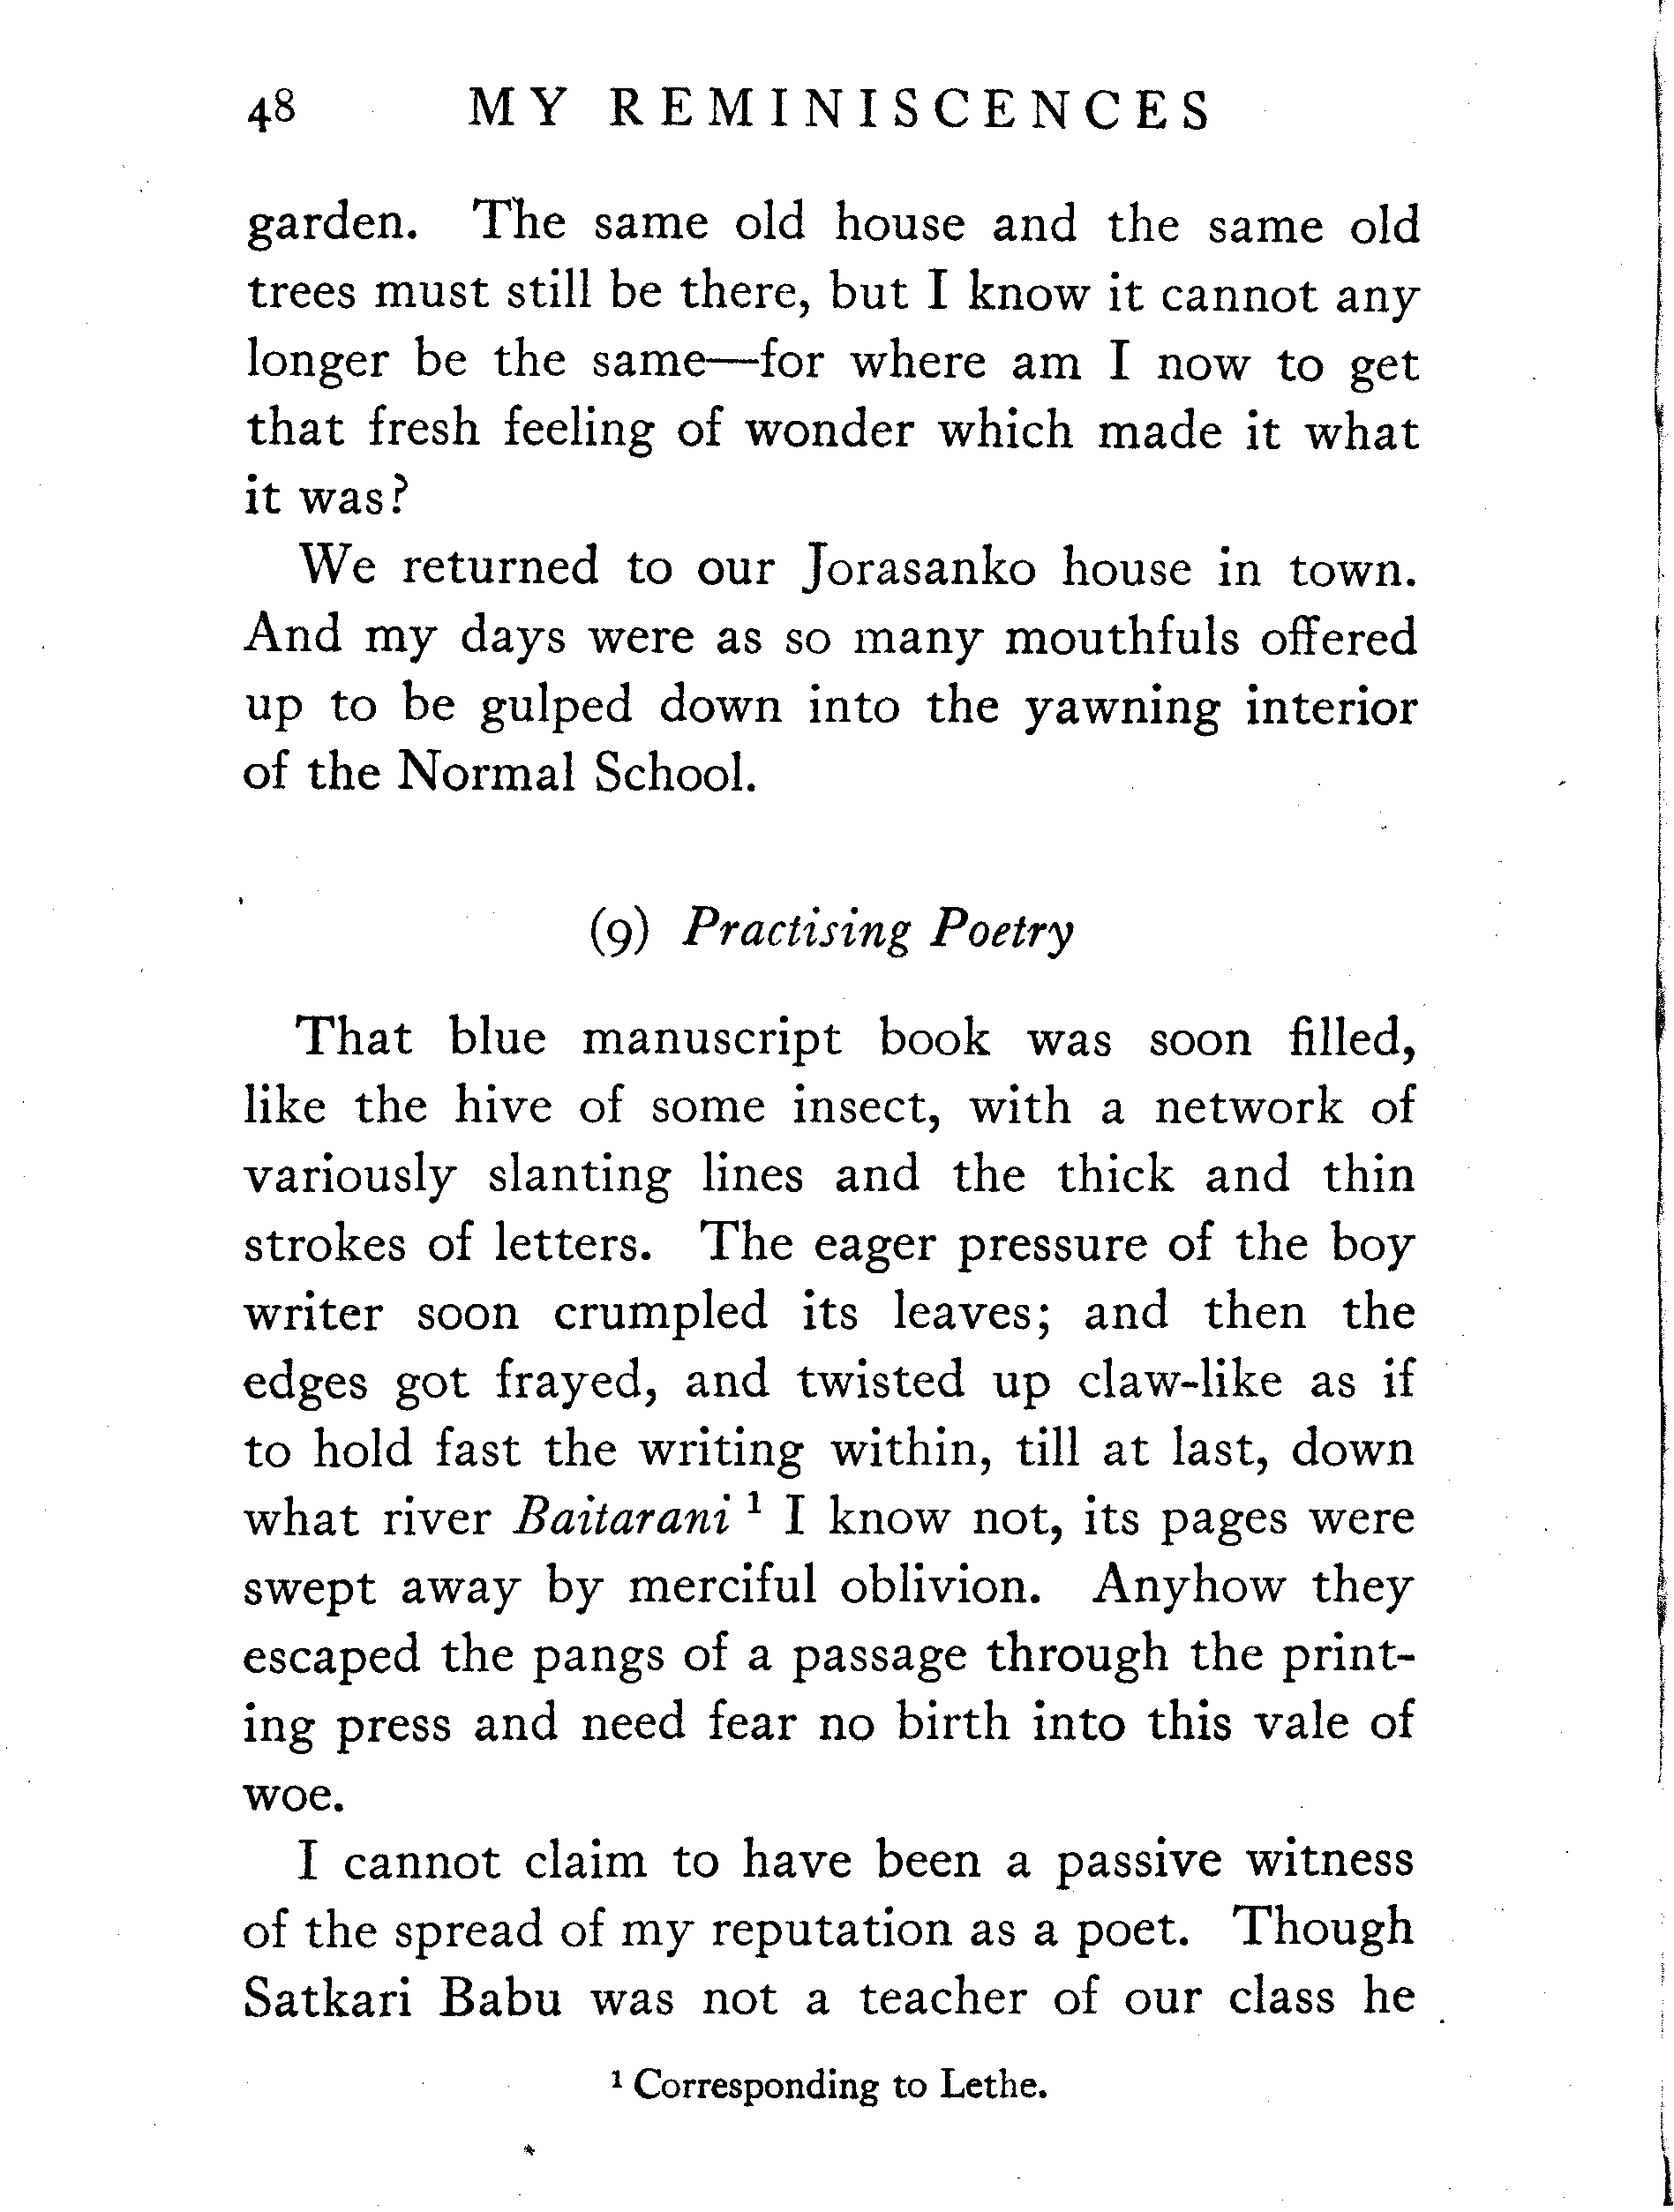 48 MY REMINISCENCES
garden. The same old house and the same old
trees must still be there, but I know it cannot any
longer be the same—for where am I now to get
that fresh feeling of wonder which made it what
it was?
We returned to our Jorasanko house in town.
And my days were as so many mouthfuls offered
up to be gulped down into the yawning interior
of the Normal School.
(9) Practising Poetry
That blue manuscript book was soon filled,
like the hive of some insect, with a network of
variously slanting lines and the thick and thin
strokes of letters. The eager pressure of the boy
writer soon crumpled its leaves; and then the
edges got frayed, and twisted up claw-like as if
to hold fast the writing within, till at last, down
what river Baitarani ¹ I know not, its pages were
swept away by merciful oblivion. Anyhow they
escaped the pangs of a passage through the print-
ing press and need fear no birth into this vale of
woe.
I cannot claim to have been a passive witness
of the spread of my reputation as a poet. Though
Satkari Babu was not a teacher of our class he
¹ Corresponding to Lethe.